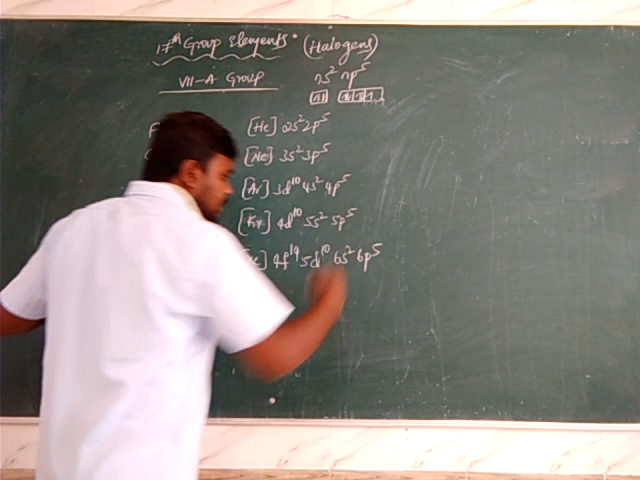 17th Group Elements. (Halogens)
VII-A Group ns² np⁵
F [He] 2s² 2p⁵
[Ne] 3s² 3p⁵
[Ar] 3d¹⁰ 4s² 4p⁵
[Kr] 4d¹⁰ 5s² 5p⁵
] 4f¹⁴ 5d¹⁰ 6s² 6p⁵